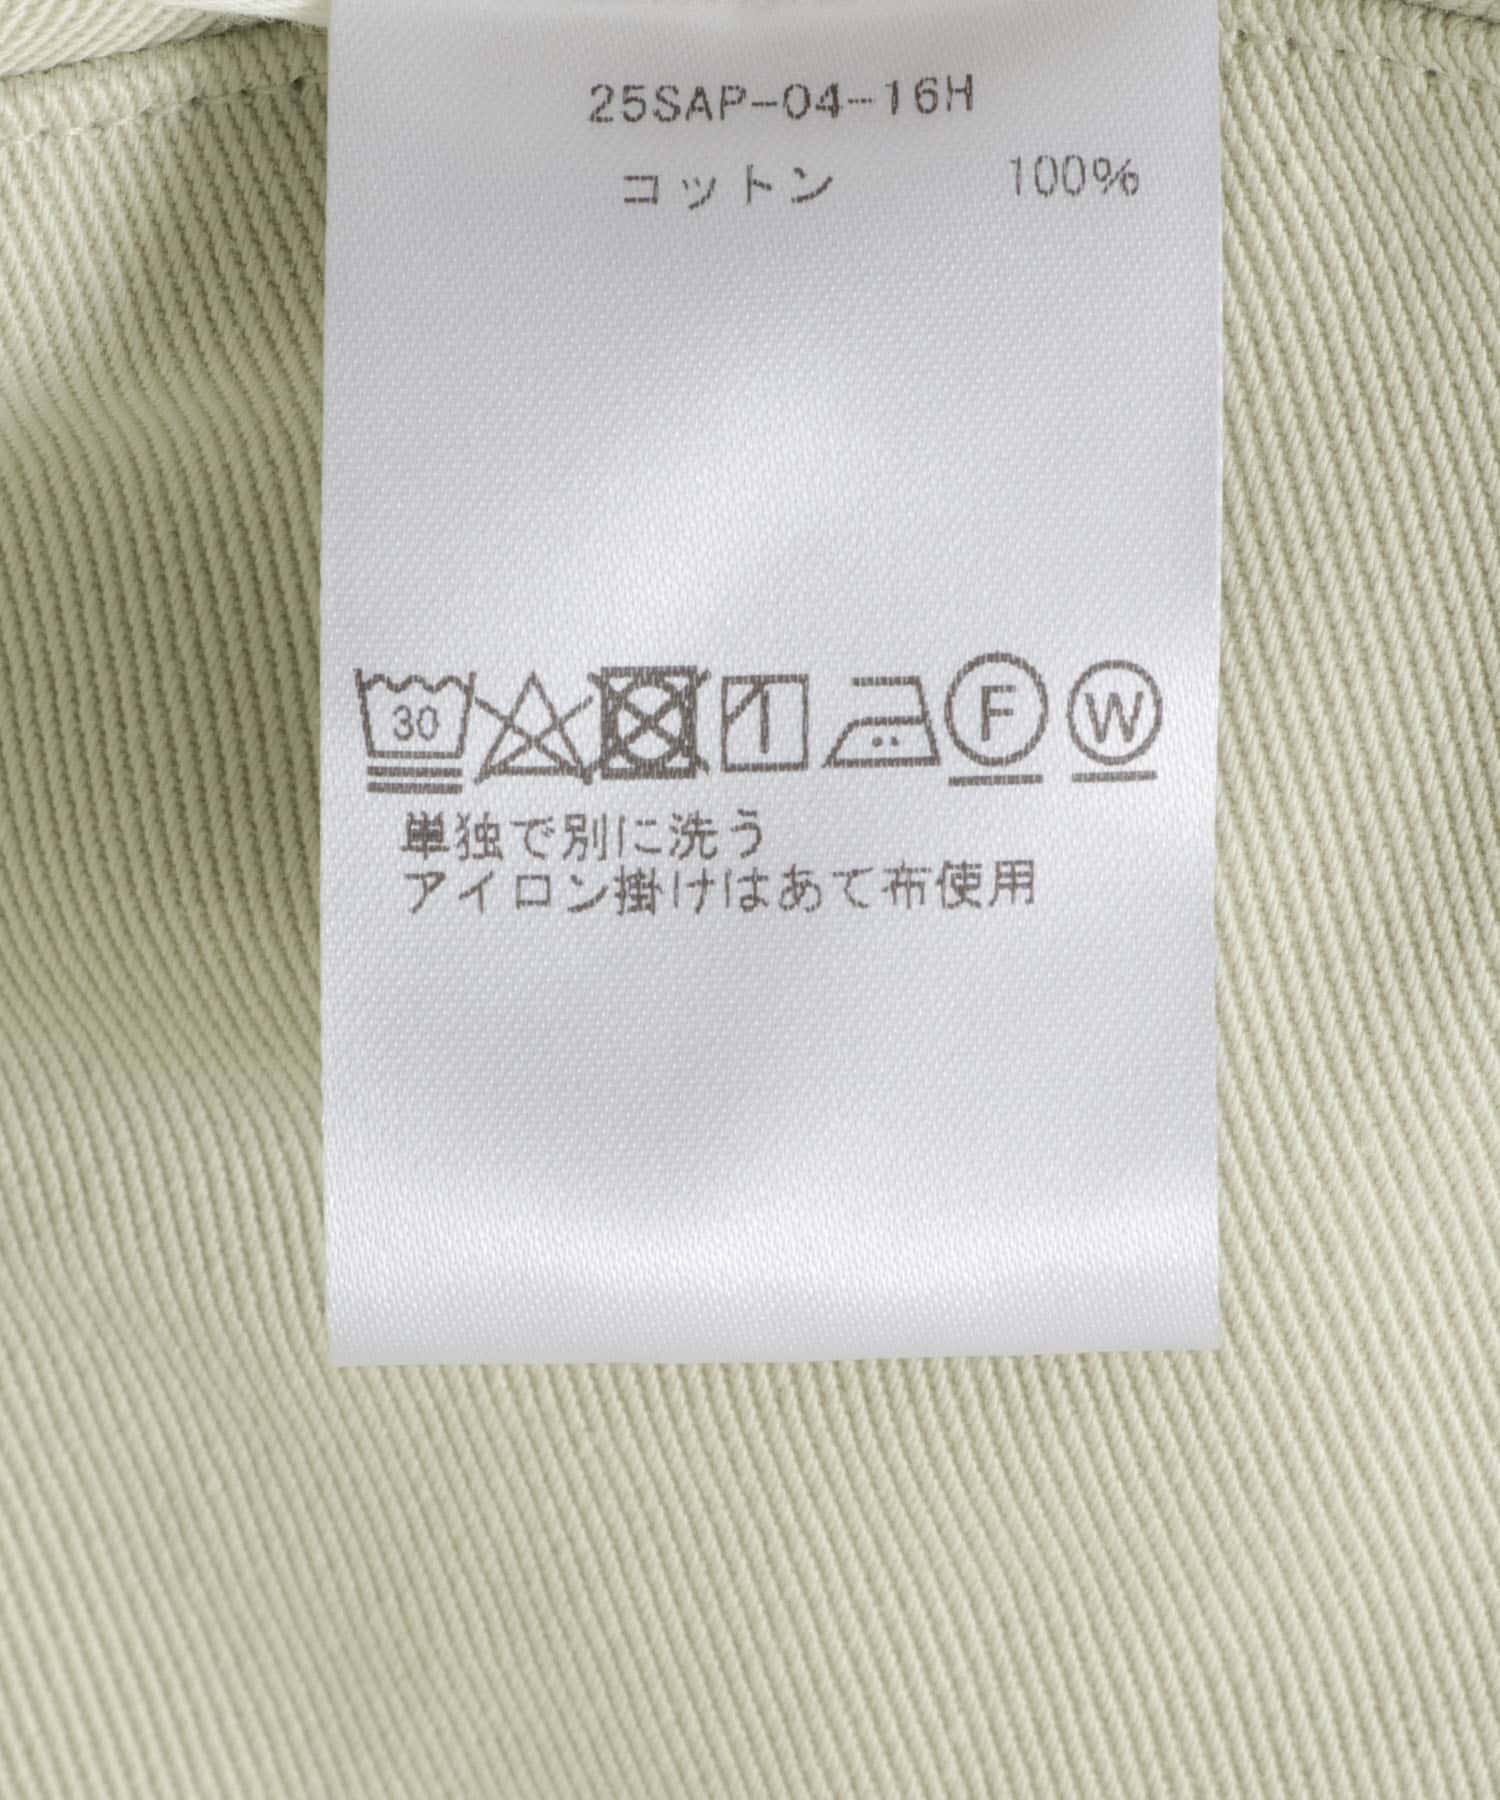 25SAP-04-16H
コットン 100%
30 F W
単独で別に洗う
アイロン掛けはあて布使用